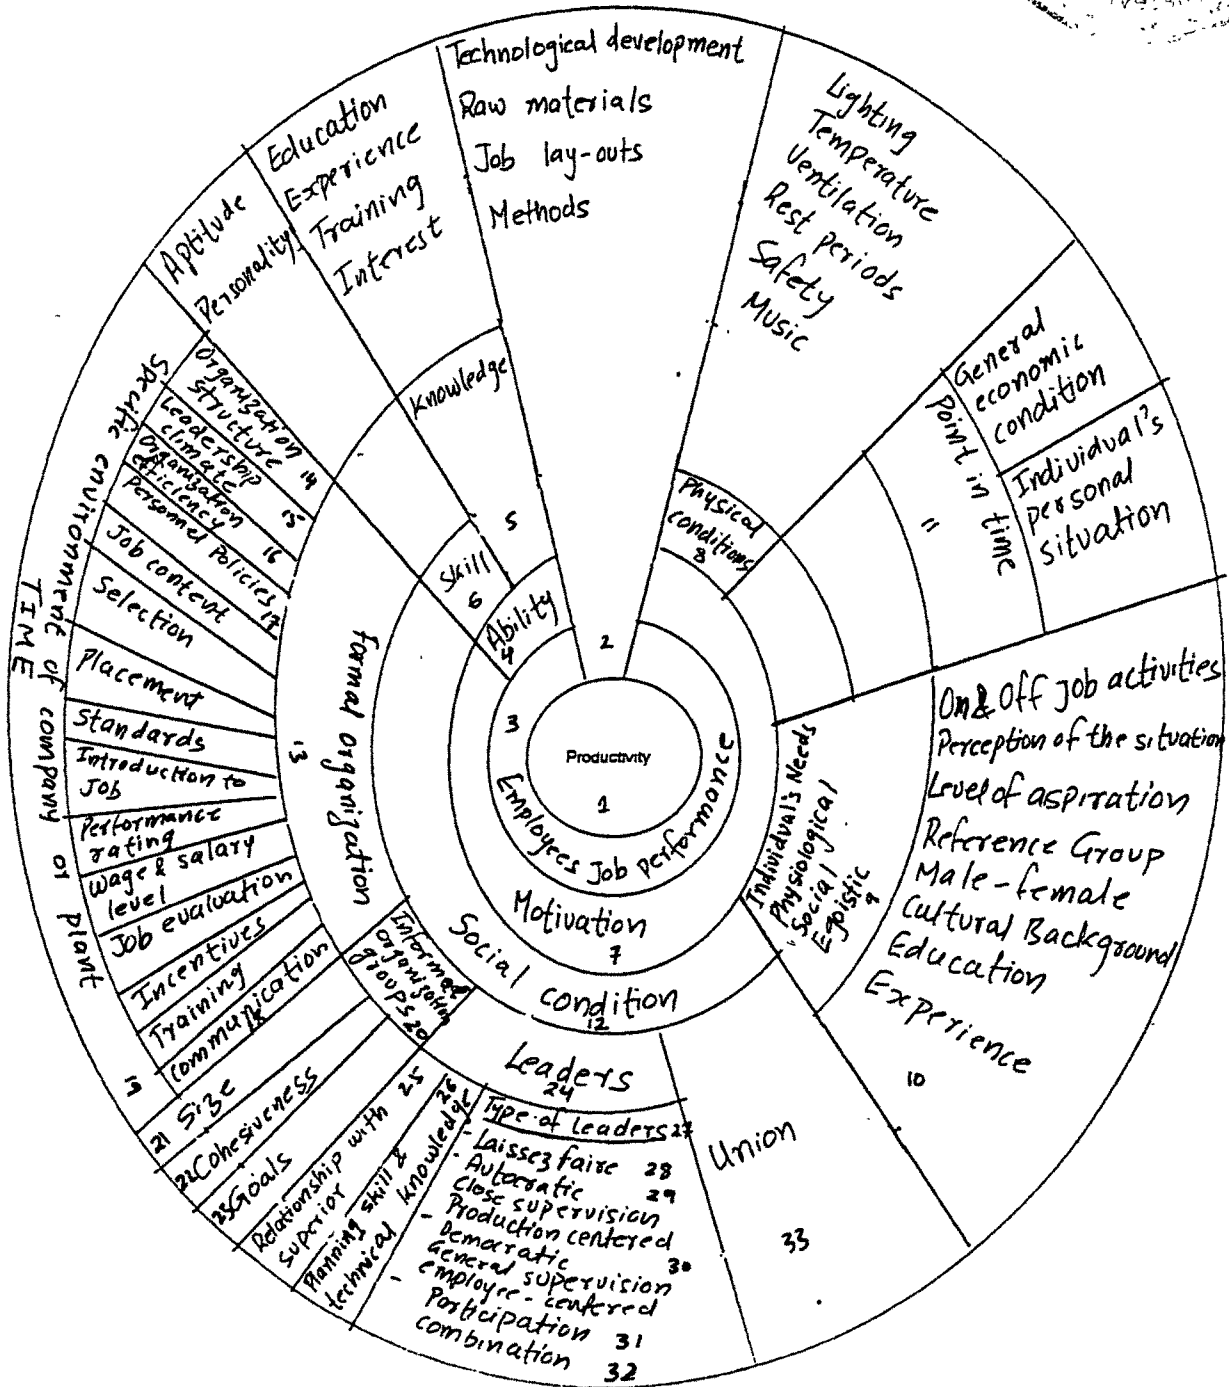 Technological development
Raw materials
Job lay-outs
Methods
Lighting
Temperature
Ventilation
Rest periods
Safety
Music
General
economic
condition
Point in time
Individual's
personal
situation
11
Physical
conditions
8
On & Off Job activities
Perception of the situation
Level of aspiration
Reference Group
Male-female
Cultural Background
Education
Experience
10
Individual's Needs
Physiological
Social
Egoistic
9
Union
33
Leaders
24
Type of Leaders 27
- Laissez faire 28
- Autocratic 29
Close supervision
- Production centered
Democratic 30
General supervision
- employee-centered
Participation 31
combination 32
Planning skill & 26
technical knowledge
Relationship with 25
superior
23 Goals
22 Cohesiveness
21 Size
Informal
organisation
groups 20
19
Communication
18
Training
Incentives
Job evaluation
Wage & salary
level
Performance
rating
Introduction to
Job
Standards
Placement
Selection
Job content
Personnel Policies 17
Organization
efficiency 16
Leadership
climate 15
Organization
structure 14
Specific environment of company or plant
TIME
Formal Organization
13
Aptitude
Personality
Education
Experience
Training
Interest
Knowledge
5
Skill
6
Ability
4
2
3
Employees Job performance
Productivity
1
Motivation
7
Social condition
12